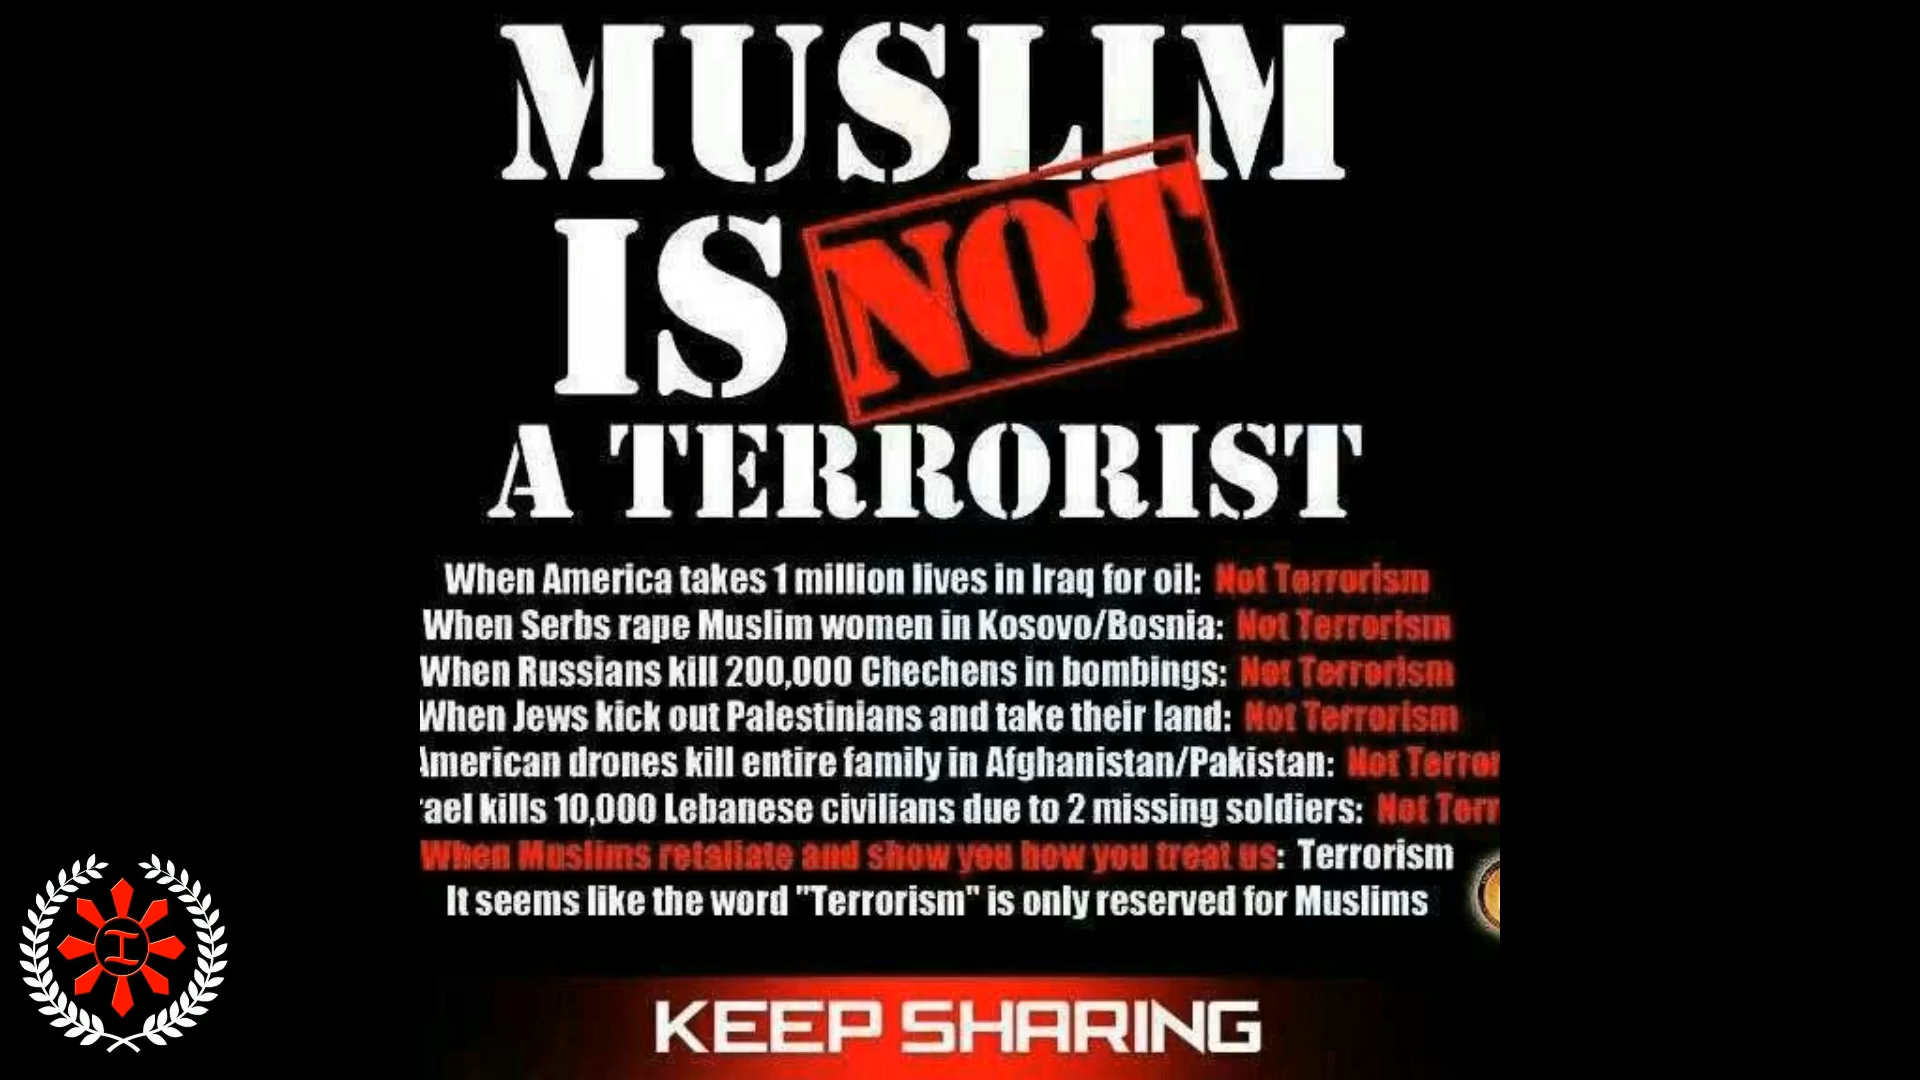 MUSLIM
IS NOT
A TERRORIST
When America takes 1 million lives in Iraq for oil: Not Terrorism
When Serbs rape Muslim women in Kosovo/Bosnia: Not Terrorism
When Russians kill 200,000 Chechens in bombings: Not Terrorism
When Jews kick out Palestinians and take their land: Not Terrorism
American drones kill entire family in Afghanistan/Pakistan: Not Terror
rael kills 10,000 Lebanese civilians due to 2 missing soldiers: Not Terr
When Muslims retaliate and show you how you treat us: Terrorism
It seems like the word "Terrorism" is only reserved for Muslims
KEEP SHARING
I